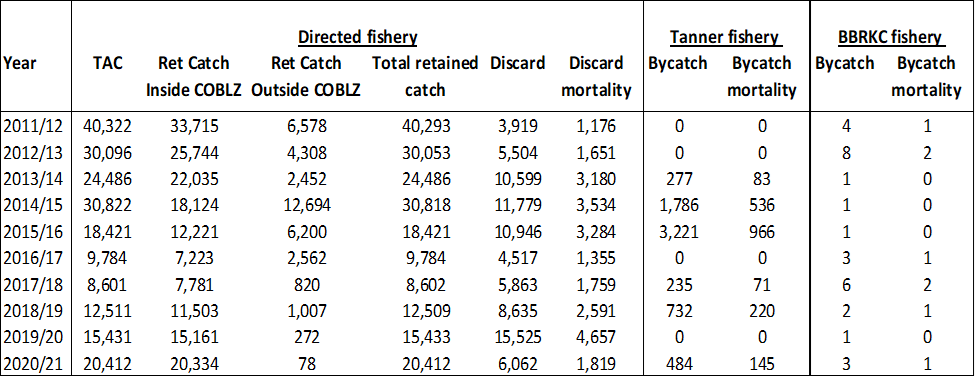 Directed fishery Tanner fishery BBRKC fishery
Year TAC Ret Catch Ret Catch Total retained Discard Discard Bycatch Bycatch Bycatch Bycatch
Inside COBLZ Outside COBLZ catch mortality mortality mortality
2011/12 40,322 33,715 6,578 40,293 3,919 1,176 0 0 4 1
2012/13 30,096 25,744 4,308 30,053 5,504 1,651 0 0 8 2
2013/14 24,486 22,035 2,452 24,486 10,599 3,180 277 83 1 0
2014/15 30,822 18,124 12,694 30,818 11,779 3,534 1,786 536 1 0
2015/16 18,421 12,221 6,200 18,421 10,946 3,284 3,221 966 1 0
2016/17 9,784 7,223 2,562 9,784 4,517 1,355 0 0 3 1
2017/18 8,601 7,781 820 8,602 5,863 1,759 235 71 6 2
2018/19 12,511 11,503 1,007 12,509 8,635 2,591 732 220 2 1
2019/20 15,431 15,161 272 15,433 15,525 4,657 0 0 1 0
2020/21 20,412 20,334 78 20,412 6,062 1,819 484 145 3 1